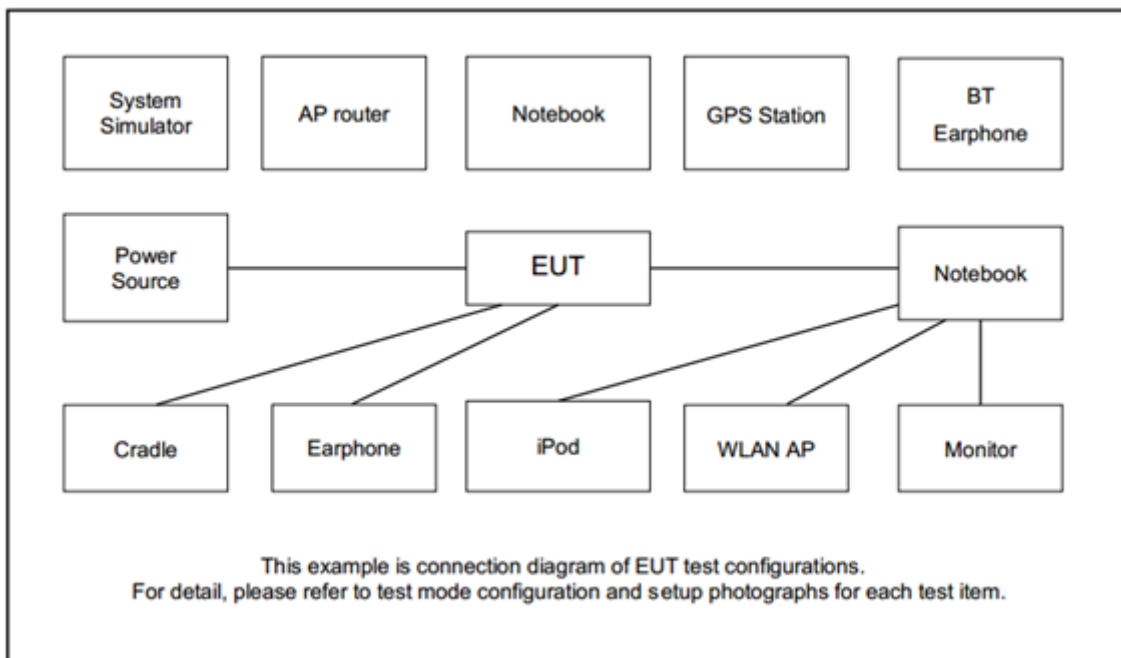 System
Simulator
AP router
Notebook
GPS Station
BT
Earphone
Power
Source
EUT
Notebook
Cradle
Earphone
iPod
WLAN AP
Monitor
This example is connection diagram of EUT test configurations.
For detail, please refer to test mode configuration and setup photographs for each test item.